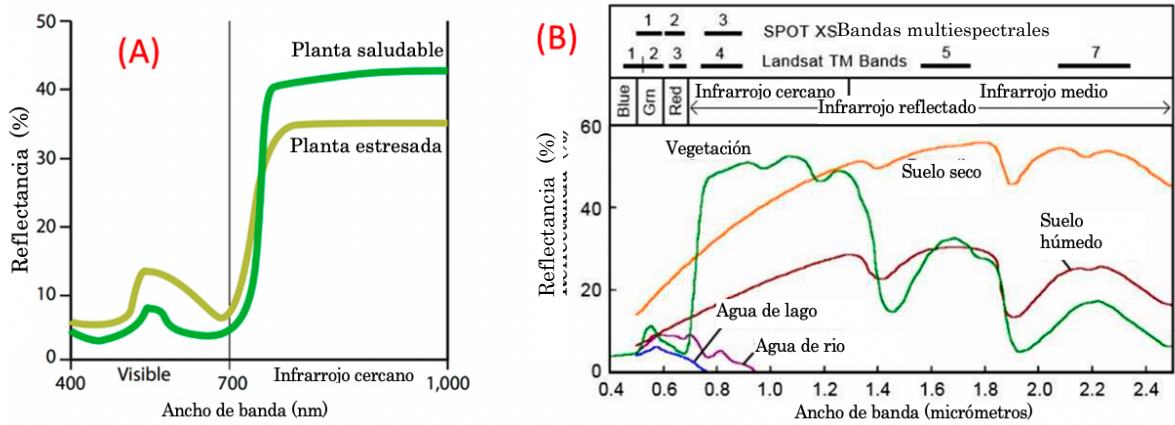 (A)
50
40
30
20
10
0
Reflectancia (%)
Planta saludable
Planta estresada
400
Visible
700
Infrarrojo cercano
1,000
Ancho de banda (nm)
(B)
1 2 3 SPOT XS Bandas multiespectrales
1 2 3 4 Landsat TM Bands 5 7
Blue
Grn
Red
Infrarrojo cercano
Infrarrojo medio
Infrarrojo reflectado
60
40
20
0
Reflectancia (%)
Vegetación
Suelo seco
Suelo
húmedo
Agua de lago
Agua de rio
0.4 0.6 0.8 1.0 1.2 1.4 1.6 1.8 2.0 2.2 2.4
Ancho de banda (micrómetros)